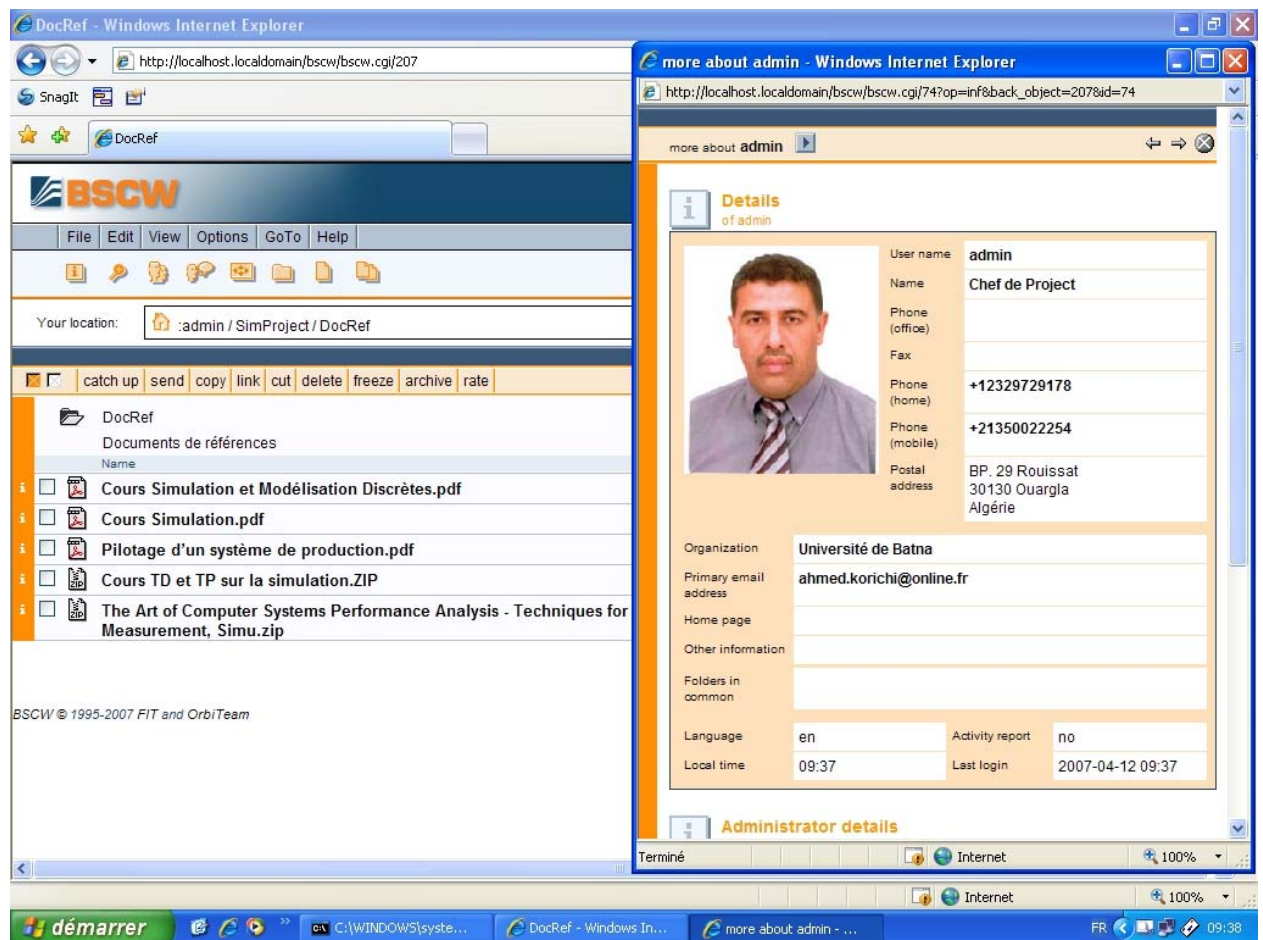 DocRef - Windows Internet Explorer
http://localhost.localdomain/bscw/bscw.cgi/207
SnagIt
DocRef
BSCW
File Edit View Options GoTo Help
Your location: :admin / SimProject / DocRef
catch up send copy link cut delete freeze archive rate
DocRef
Documents de références
Name
Cours Simulation et Modélisation Discrètes.pdf
Cours Simulation.pdf
Pilotage d'un système de production.pdf
Cours TD et TP sur la simulation.ZIP
ZIP
The Art of Computer Systems Performance Analysis - Techniques for
Measurement, Simu.zip
ZIP
BSCW © 1995-2007 FIT and OrbiTeam
more about admin - Windows Internet Explorer
http://localhost.localdomain/bscw/bscw.cgi/74?op=inf&back_object=207&id=74
more about admin
Details
of admin
User name admin
Name Chef de Project
Phone
(office)
Fax
Phone +12329729178
(home)
Phone +21350022254
(mobile)
Postal BP. 29 Rouissat
address 30130 Ouargla
Algérie
Organization Université de Batna
Primary email ahmed.korichi@online.fr
address
Home page
Other information
Folders in
common
Language en Activity report no
Local time 09:37 Last login 2007-04-12 09:37
Administrator details
Terminé Internet 100%
Internet 100%
démarrer C:\WINDOWS\syste... DocRef - Windows In... more about admin - ... FR 09:38